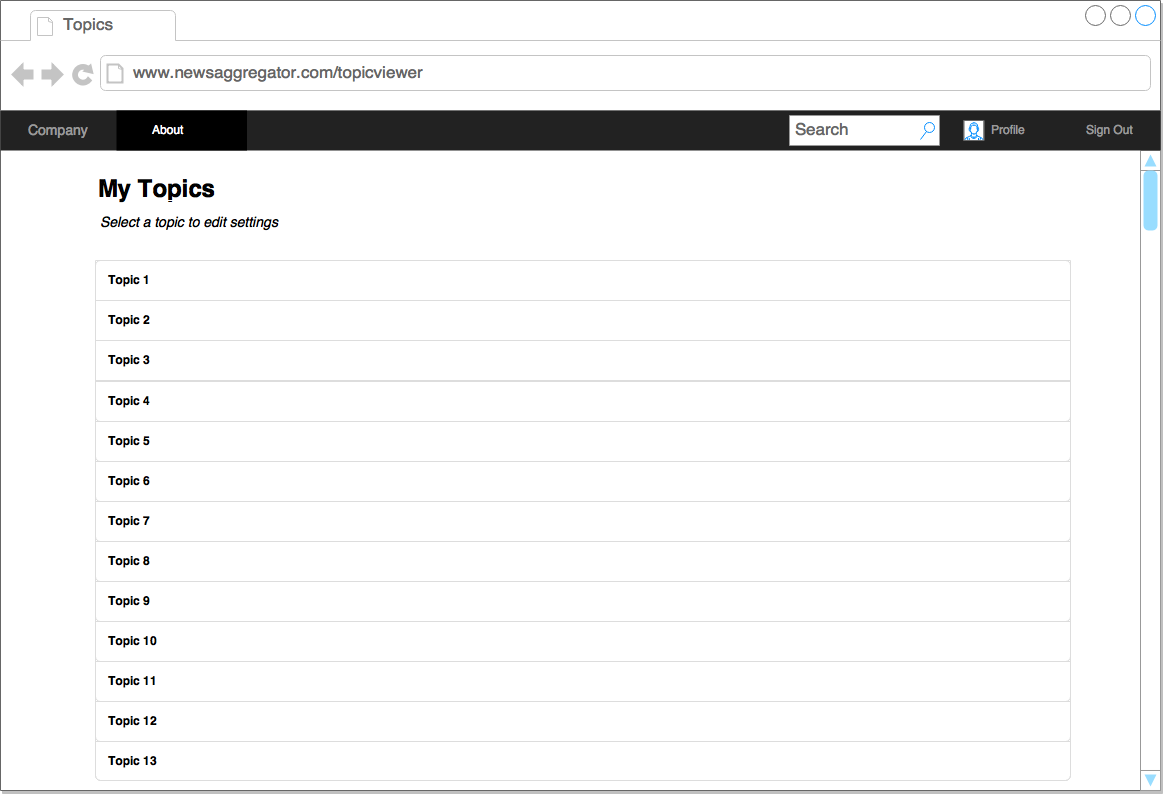 Topics
www.newsaggregator.com/topicviewer
Company About Search Profile Sign Out
My Topics
Select a topic to edit settings
Topic 1
Topic 2
Topic 3
Topic 4
Topic 5
Topic 6
Topic 7
Topic 8
Topic 9
Topic 10
Topic 11
Topic 12
Topic 13